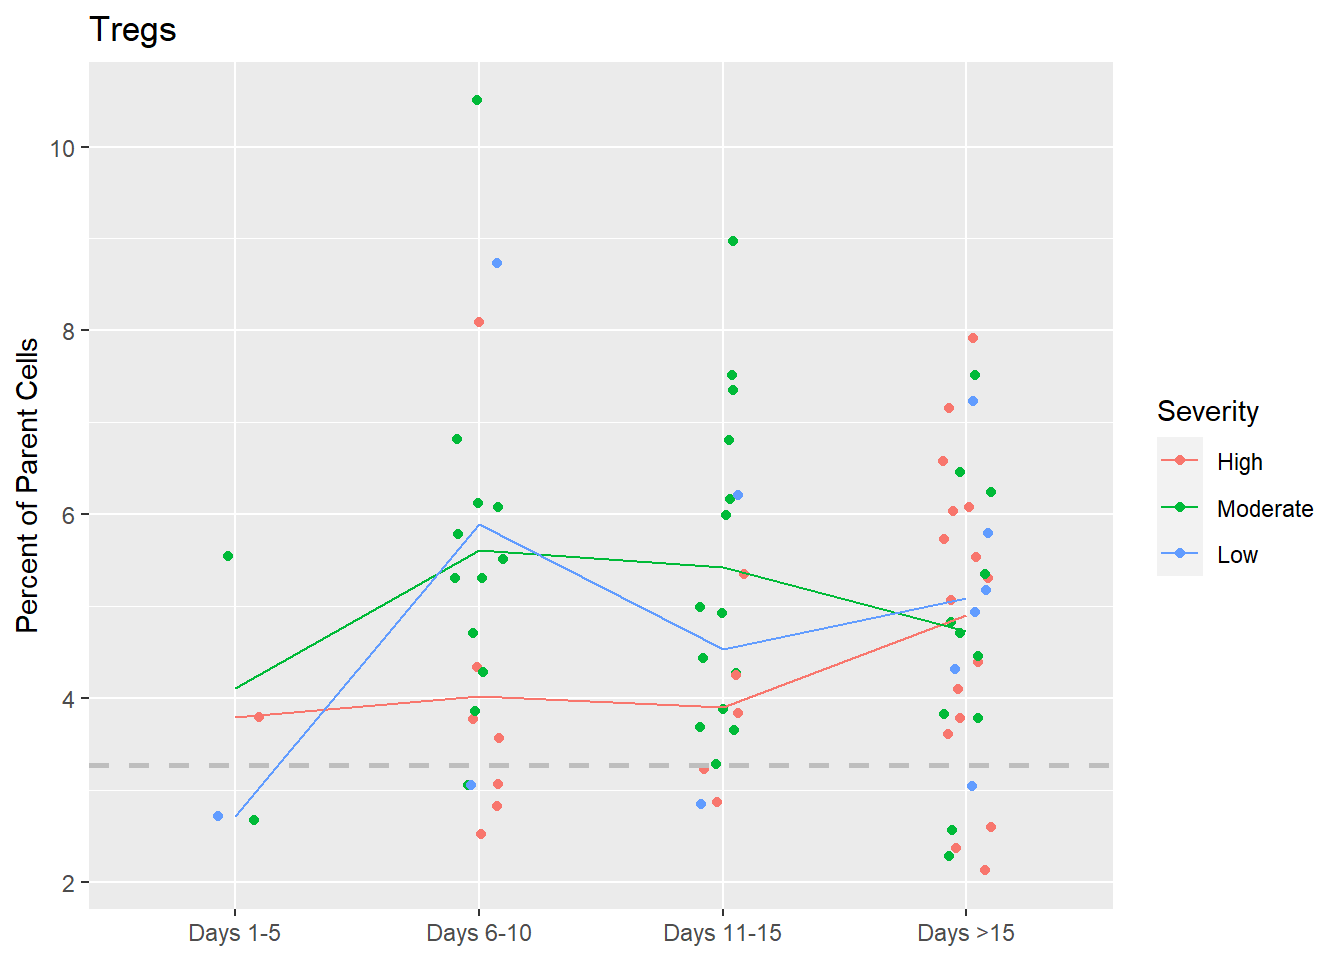 Tregs
Percent of Parent Cells
10
8
6
4
2
Days 1-5
Days 6-10
Days 11-15
Days >15
Severity
High
Moderate
Low